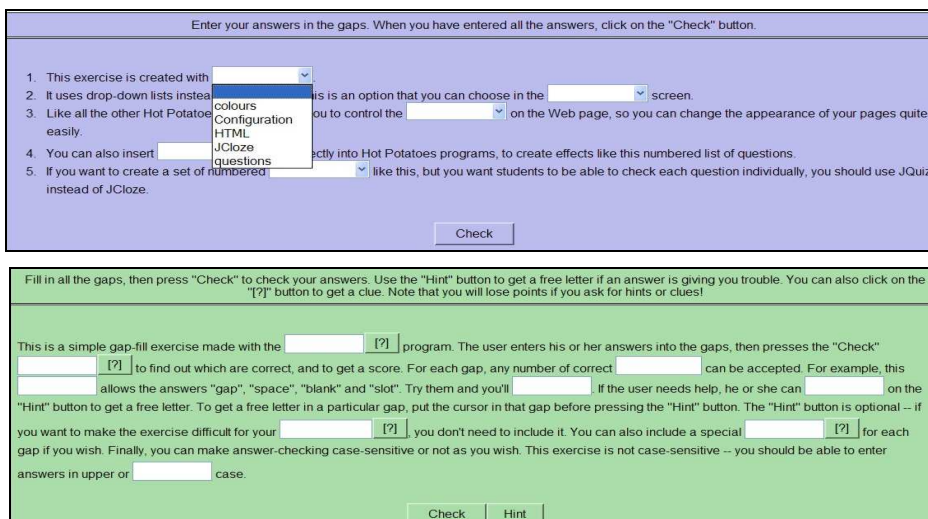 Enter your answers in the gaps. When you have entered all the answers, click on the "Check" button.
1. This exercise is created with .
2. It uses drop-down lists instea is is an option that you can choose in the screen.
3. Like all the other Hot Potatoe ou to control the on the Web page, so you can change the appearance of your pages quite
easily.
4. You can also insert ectly into Hot Potatoes programs, to create effects like this numbered list of questions.
5. If you want to create a set of numbered like this, but you want students to be able to check each question individually, you should use JQuiz
instead of JCloze.
colours
Configuration
HTML
JCloze
questions
Check
Fill in all the gaps, then press "Check" to check your answers. Use the "Hint" button to get a free letter if an answer is giving you trouble. You can also click on the
"[?]" button to get a clue. Note that you will lose points if you ask for hints or clues!
This is a simple gap-fill exercise made with the [?] program. The user enters his or her answers into the gaps, then presses the "Check"
[?] to find out which are correct, and to get a score. For each gap, any number of correct can be accepted. For example, this
allows the answers "gap", "space", "blank" and "slot". Try them and you'll . If the user needs help, he or she can on the
"Hint" button to get a free letter. To get a free letter in a particular gap, put the cursor in that gap before pressing the "Hint" button. The "Hint" button is optional -- if
you want to make the exercise difficult for your [?] , you don't need to include it. You can also include a special [?] for each
gap if you wish. Finally, you can make answer-checking case-sensitive or not as you wish. This exercise is not case-sensitive -- you should be able to enter
answers in upper or case.
Check Hint